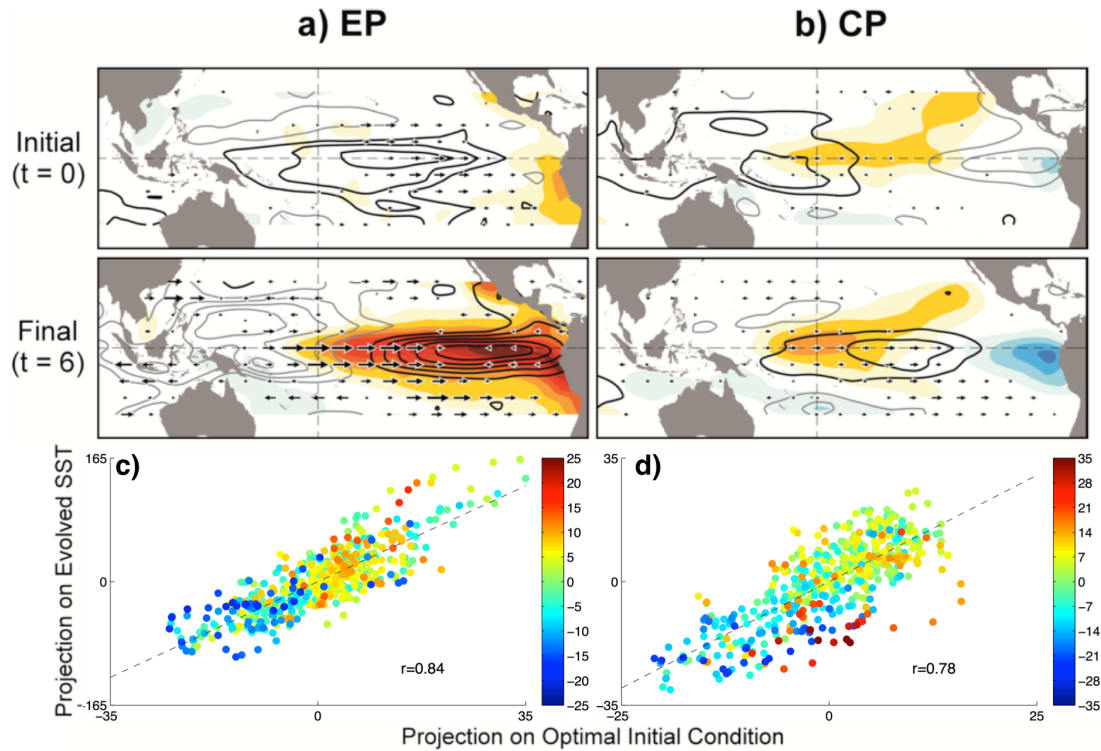 a) EP
b) CP
Initial
(t = 0)
Final
(t = 6)
c)
d)
165
0
-165
-35
0
35
r=0.84
25
20
15
10
5
0
-5
-10
-15
-20
-25
35
0
-35
-25
0
25
r=0.78
35
28
21
14
7
0
-7
-14
-21
-28
-35
Projection on Evolved SST
Projection on Optimal Initial Condition